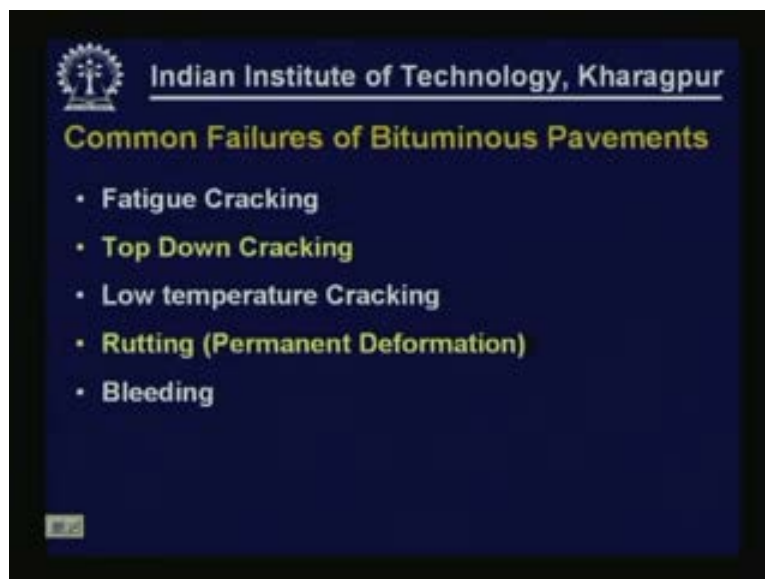 Indian Institute of Technology, Kharagpur
Common Failures of Bituminous Pavements
• Fatigue Cracking
• Top Down Cracking
• Low temperature Cracking
• Rutting (Permanent Deformation)
• Bleeding